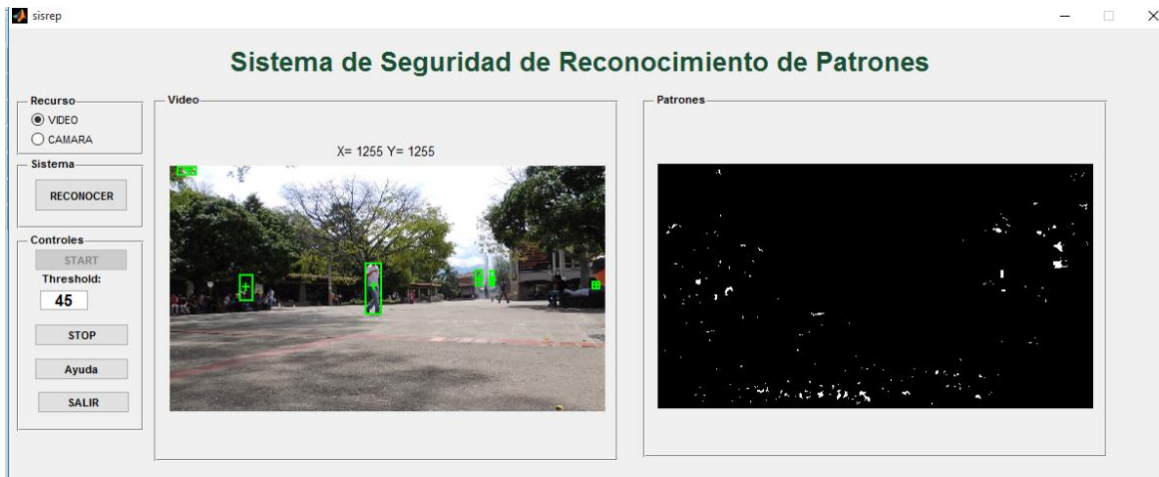 sisrep
Sistema de Seguridad de Reconocimiento de Patrones
Recurso
VIDEO
CAMARA
Sistema
RECONOCER
Controles
START
Threshold:
45
STOP
Ayuda
SALIR
Video
X= 1255 Y= 1255
Patrones